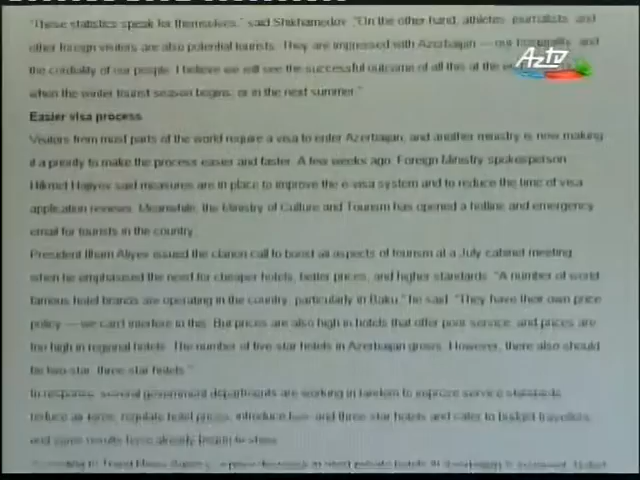 "These statistics speak for themselves," said Shikhamedov. "On the other hand, athletes, journalists and
other foreign visitors are also potential tourists. They are impressed with Azerbaijan — our hospitality and
the cordiality of our people. I believe we will see the successful outcome of all this at the
AzTV
when the winter tourist season begins, or in the next summer."
Easier visa process
Visitors from most parts of the world require a visa to enter Azerbaijan, and another ministry is now making
it a priority to make the process easier and faster. A few weeks ago, Foreign Ministry spokesperson
Hikmet Hajiyev said measures are in place to improve the e-visa system and to reduce the time of visa
application reviews. Meanwhile, the Ministry of Culture and Tourism has opened a hotline and emergency
email for tourists in the country.
President Ilham Aliyev issued the clarion call to boost all aspects of tourism at a July cabinet meeting,
when he emphasised the need for cheaper hotels, better prices, and higher standards. "A number of world
famous hotel brands are operating in the country, particularly in Baku," he said. "They have their own price
policy — we can't interfere in this. But prices are also high in hotels that offer poor service, and prices are
too high in regional hotels. The number of five-star hotels in Azerbaijan grows. However, there also should
be two-star, three-star hotels."
In response, several government departments are working in tandem to improve service standards,
reduce air fares, regulate hotel prices, introduce two- and three-star hotels and cater to budget travellers,
and some results have already begun to show.